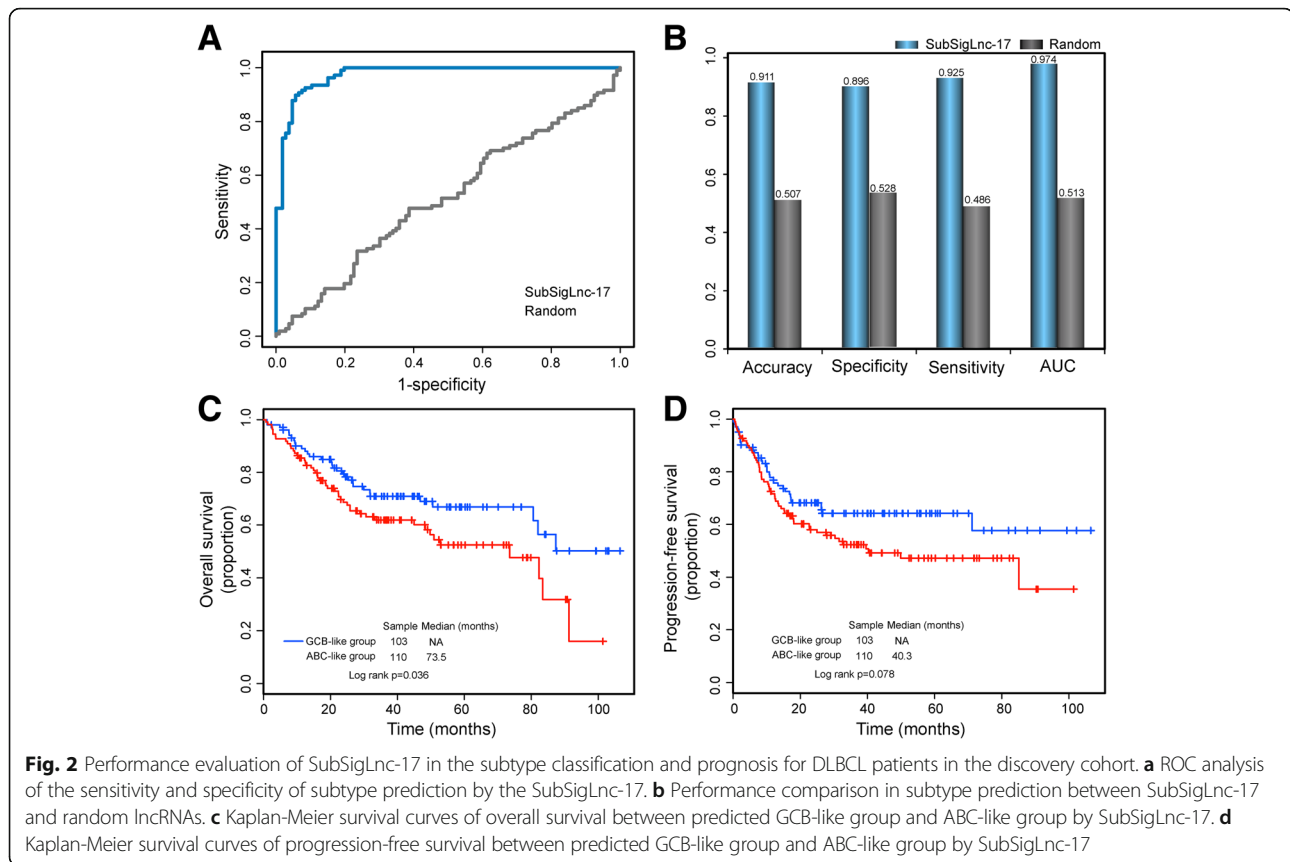 A
Sensitivity
0.0 0.2 0.4 0.6 0.8 1.0
SubSigLnc-17
Random
0.0 0.2 0.4 0.6 0.8 1.0
1-specificity
B
SubSigLnc-17 Random
0.0 0.2 0.4 0.6 0.8 1.0
0.911 0.507 0.896 0.528 0.925 0.486 0.974 0.513
Accuracy Specificity Sensitivity AUC
C
Overall survival
(proportion)
0.0 0.2 0.4 0.6 0.8 1.0
Sample Median (months)
GCB-like group 103 NA
ABC-like group 110 73.5
Log rank p=0.036
0 20 40 60 80 100
Time (months)
D
Progression-free survival
(proportion)
0.0 0.2 0.4 0.6 0.8 1.0
Sample Median (months)
GCB-like group 103 NA
ABC-like group 110 40.3
Log rank p=0.078
0 20 40 60 80 100
Time (months)
Fig. 2 Performance evaluation of SubSigLnc-17 in the subtype classification and prognosis for DLBCL patients in the discovery cohort. a ROC analysis
of the sensitivity and specificity of subtype prediction by the SubSigLnc-17. b Performance comparison in subtype prediction between SubSigLnc-17
and random lncRNAs. c Kaplan-Meier survival curves of overall survival between predicted GCB-like group and ABC-like group by SubSigLnc-17. d
Kaplan-Meier survival curves of progression-free survival between predicted GCB-like group and ABC-like group by SubSigLnc-17